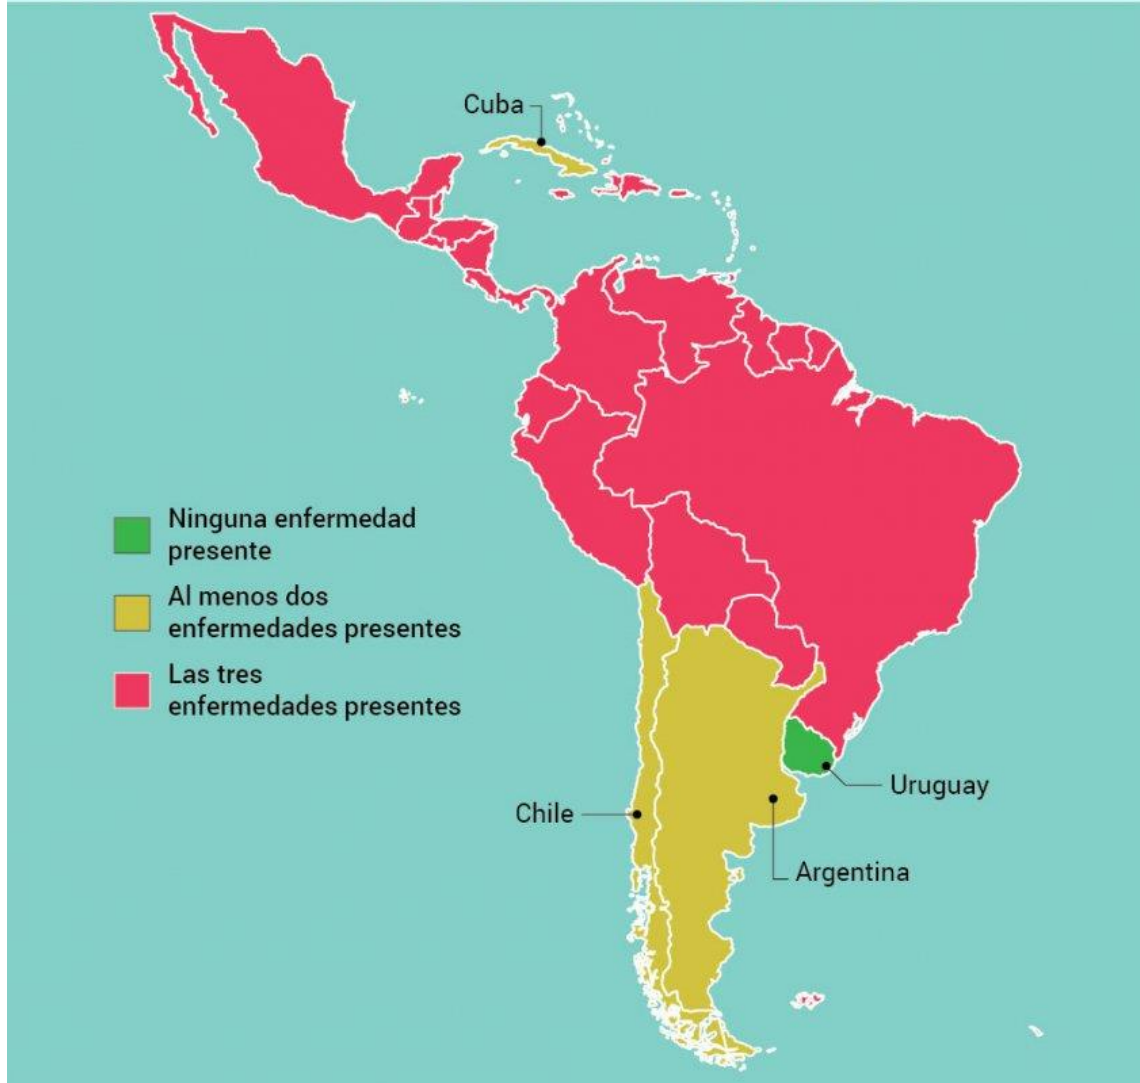 Cuba
Ninguna enfermedad
presente
Al menos dos
enfermedades presentes
Las tres
enfermedades presentes
Uruguay
Chile
Argentina